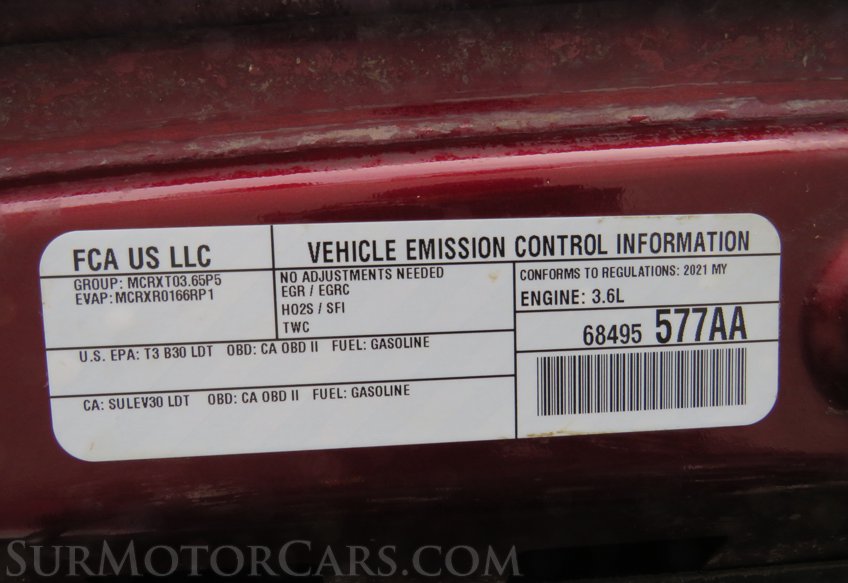 FCA US LLC
GROUP: MCRXT03.65P5
EVAP: MCRXR0166RP1
VEHICLE EMISSION CONTROL INFORMATION
NO ADJUSTMENTS NEEDED
EGR / EGRC
HO2S / SFI
TWC
CONFORMS TO REGULATIONS: 2021 MY
ENGINE: 3.6L
68495 577AA
U.S. EPA: T3 B30 LDT OBD: CA OBD II FUEL: GASOLINE
CA: SULEV30 LDT OBD: CA OBD II FUEL: GASOLINE
SURMOTORCARS.COM